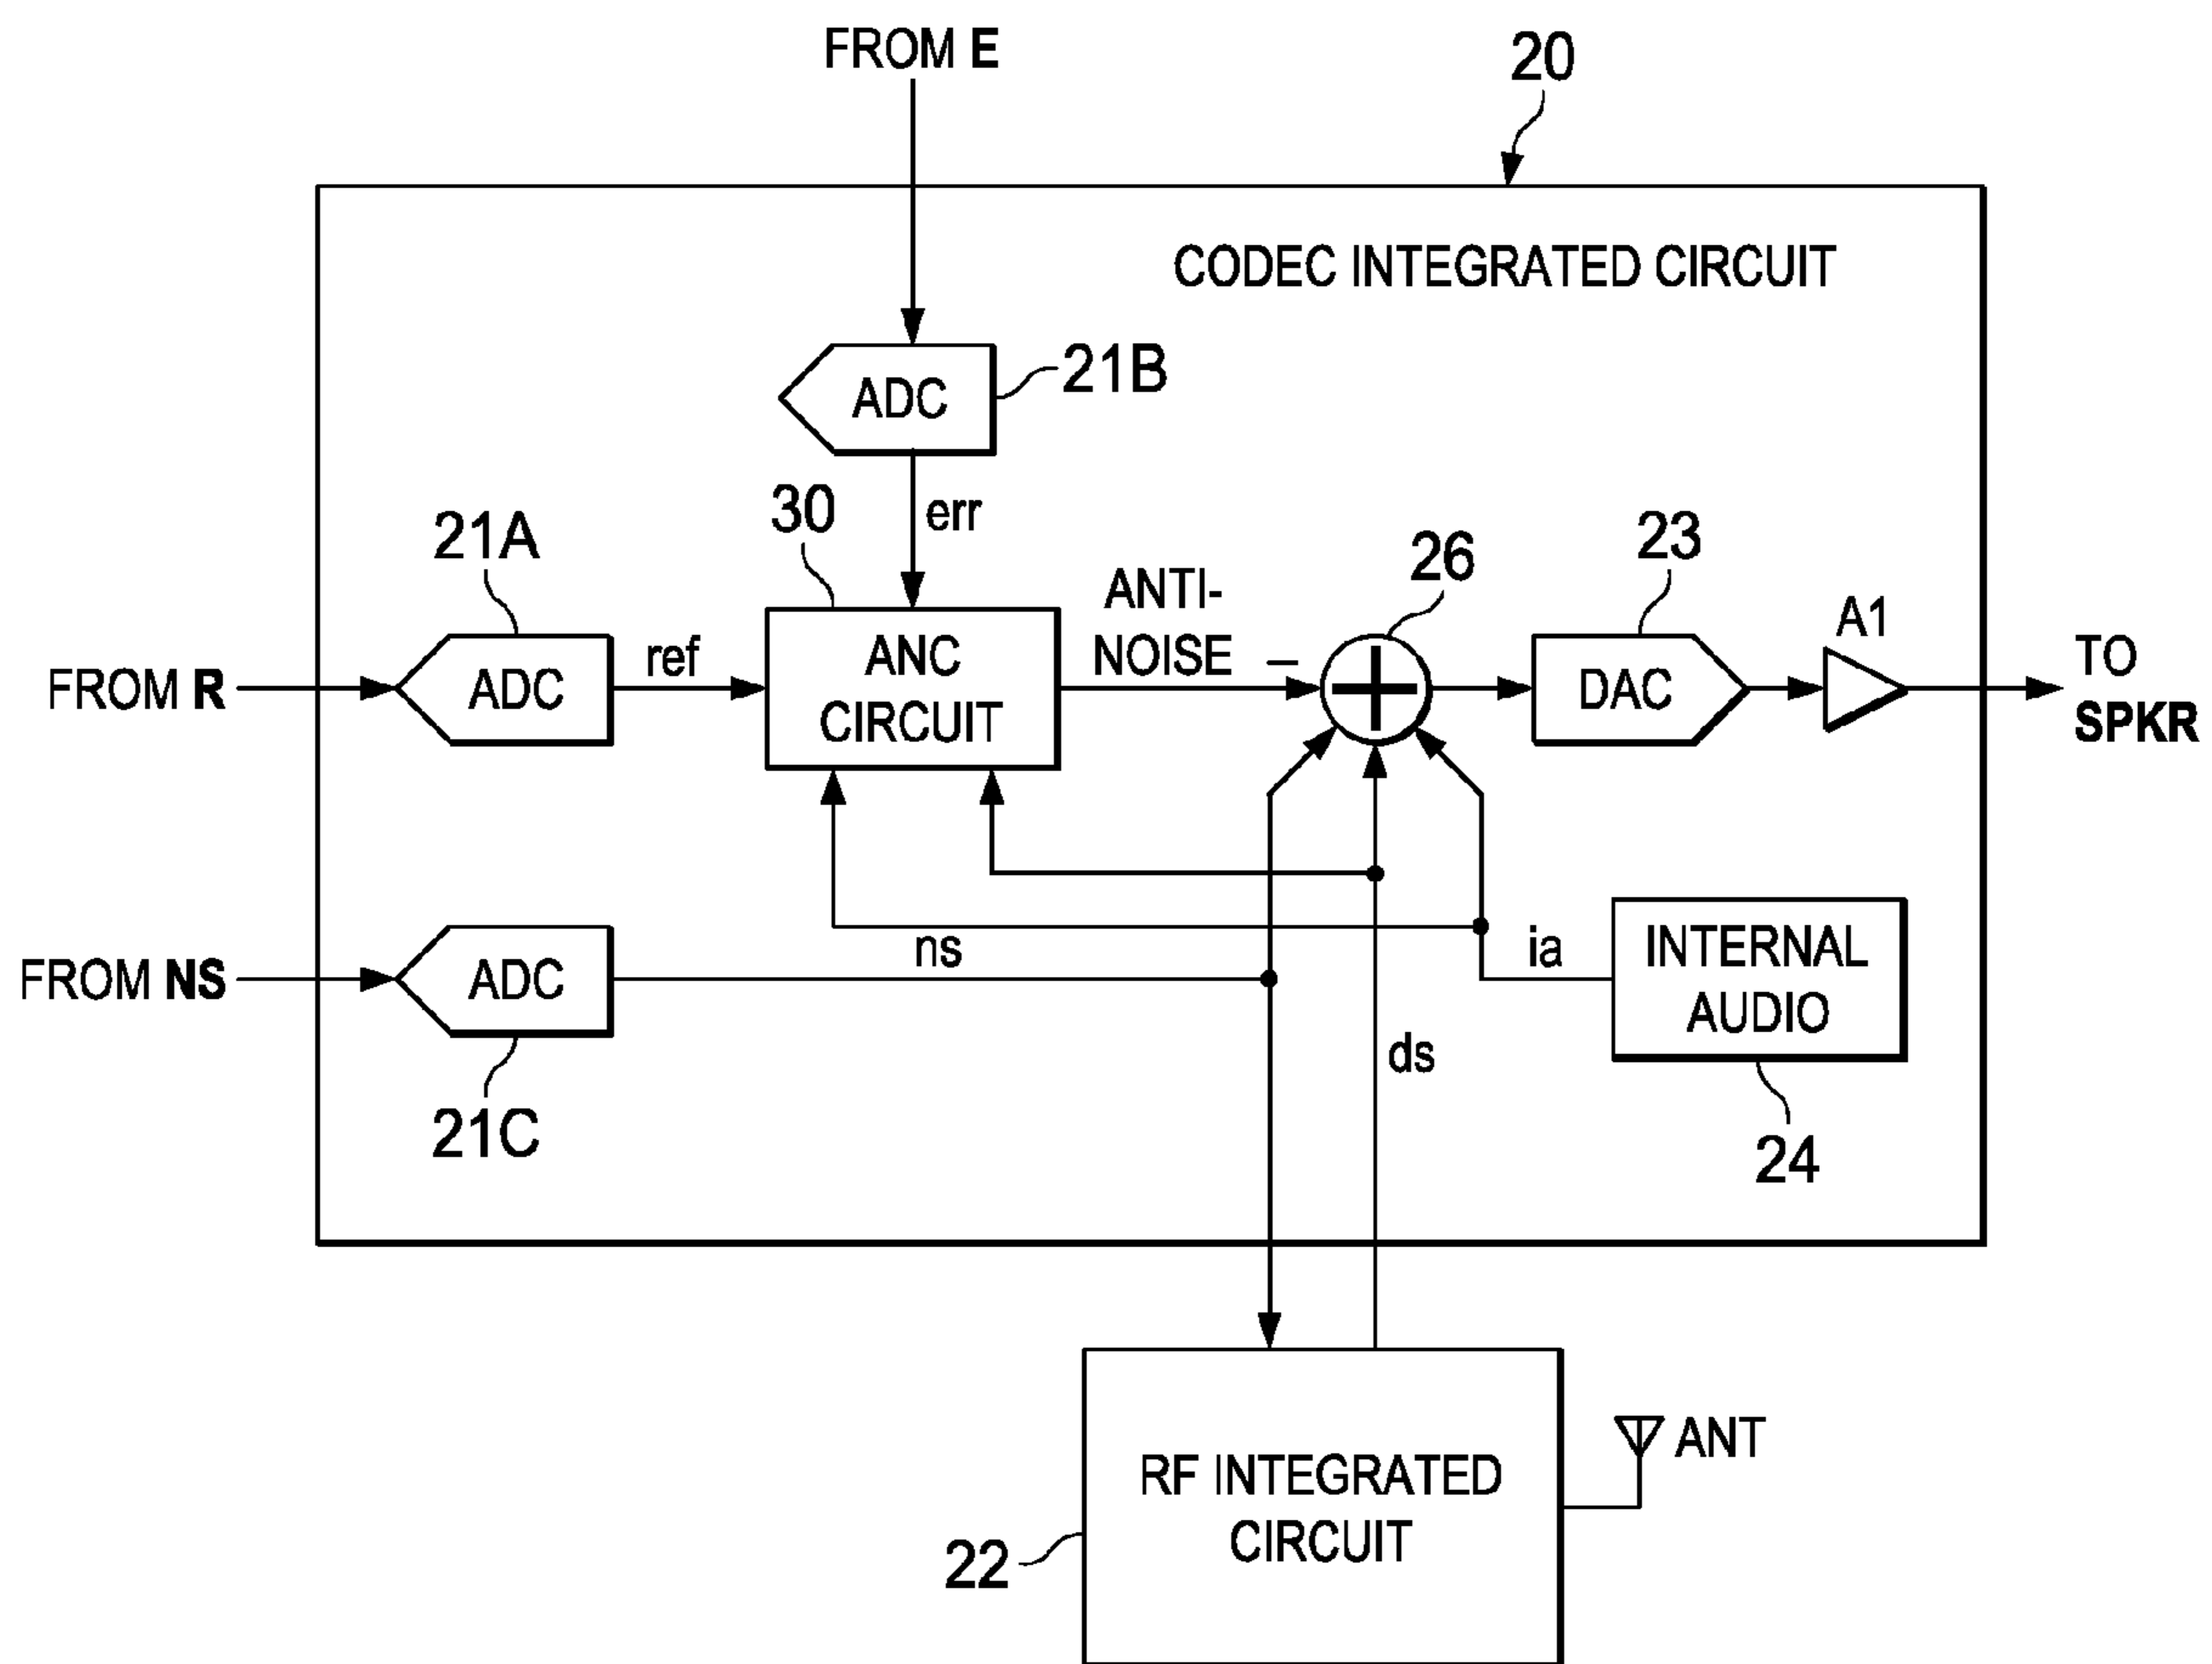 FROM E
20
CODEC INTEGRATED CIRCUIT
ADC
21B
30
err
21A
26
23
ANTI-
NOISE
A1
FROM R
ADC
ref
ANC
CIRCUIT
–
DAC
TO
SPKR
FROM NS
ADC
ns
ia
INTERNAL
AUDIO
21C
ds
24
RF INTEGRATED
CIRCUIT
ANT
22